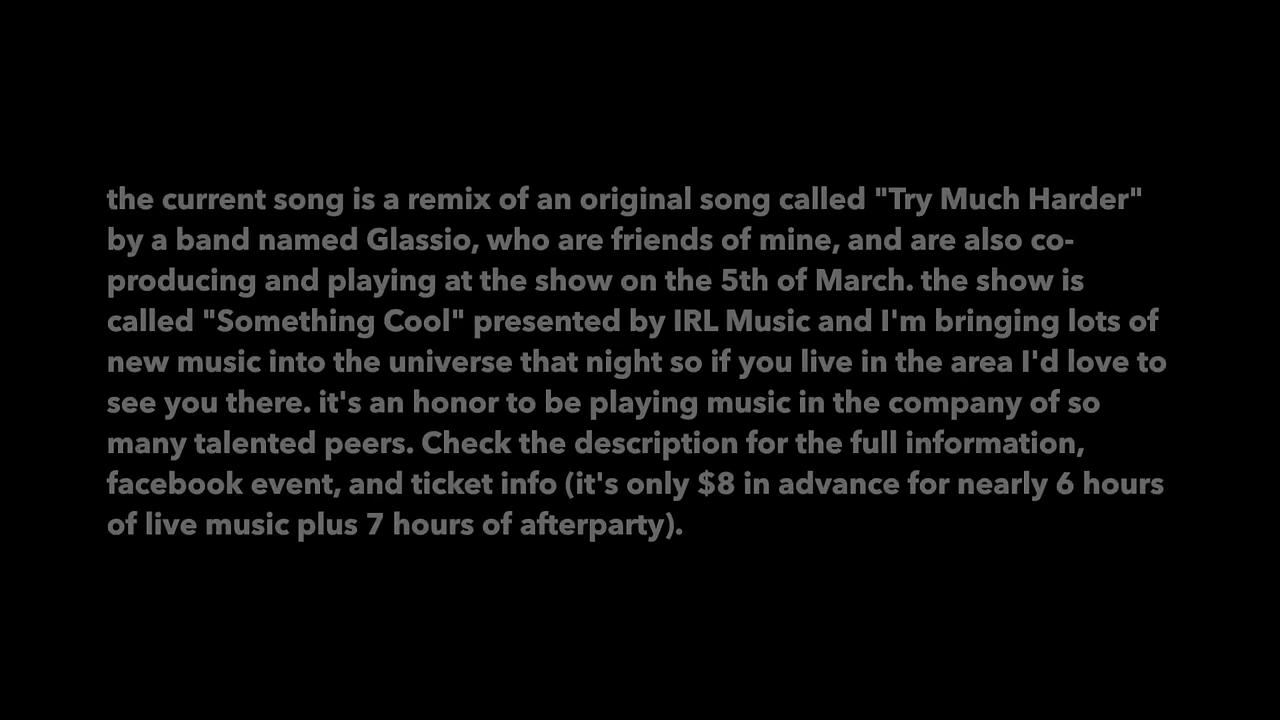 the current song is a remix of an original song called "Try Much Harder"
by a band named Glassio, who are friends of mine, and are also co-
producing and playing at the show on the 5th of March. the show is
called "Something Cool" presented by IRL Music and I'm bringing lots of
new music into the universe that night so if you live in the area I'd love to
see you there. it's an honor to be playing music in the company of so
many talented peers. Check the description for the full information,
facebook event, and ticket info (it's only $8 in advance for nearly 6 hours
of live music plus 7 hours of afterparty).